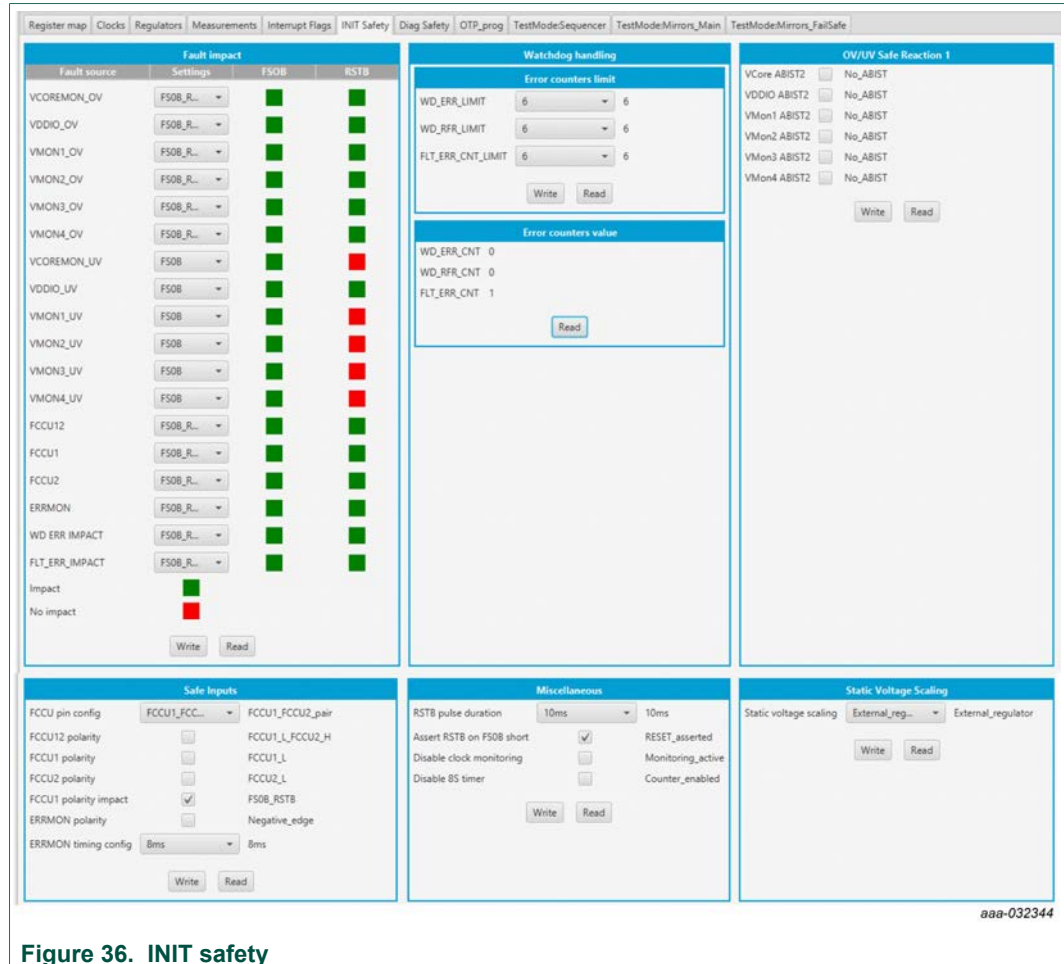 Register map Clocks Regulators Measurements Interrupt Flags INIT Safety Diag Safety OTP_prog TestMode:Sequencer TestMode:Mirrors_Main TestMode:Mirrors_FailSafe
Fault impact
Fault source Settings FS0B RSTB
VCOREMON_OV FS0B_R...
VDDIO_OV FS0B_R...
VMON1_OV FS0B_R...
VMON2_OV FS0B_R...
VMON3_OV FS0B_R...
VMON4_OV FS0B_R...
VCOREMON_UV FS0B
VDDIO_UV FS0B
VMON1_UV FS0B
VMON2_UV FS0B
VMON3_UV FS0B
VMON4_UV FS0B
FCCU12 FS0B_R...
FCCU1 FS0B_R...
FCCU2 FS0B_R...
ERRMON FS0B_R...
WD ERR IMPACT FS0B_R...
FLT_ERR_IMPACT FS0B_R...
Impact
No impact
Write Read
Watchdog handling
Error counters limit
WD_ERR_LIMIT 6 6
WD_RFR_LIMIT 6 6
FLT_ERR_CNT_LIMIT 6 6
Write Read
Error counters value
WD_ERR_CNT 0
WD_RFR_CNT 0
FLT_ERR_CNT 1
Read
OV/UV Safe Reaction 1
VCore ABIST2 No_ABIST
VDDIO ABIST2 No_ABIST
VMon1 ABIST2 No_ABIST
VMon2 ABIST2 No_ABIST
VMon3 ABIST2 No_ABIST
VMon4 ABIST2 No_ABIST
Write Read
Safe Inputs
FCCU pin config FCCU1_FCC... FCCU1_FCCU2_pair
FCCU12 polarity FCCU1_L_FCCU2_H
FCCU1 polarity FCCU1_L
FCCU2 polarity FCCU2_L
FCCU1 polarity impact FS0B_RSTB
ERRMON polarity Negative_edge
ERRMON timing config 8ms 8ms
Write Read
Miscellaneous
RSTB pulse duration 10ms 10ms
Assert RSTB on FS0B short RESET_asserted
Disable clock monitoring Monitoring_active
Disable 8S timer Counter_enabled
Write Read
Static Voltage Scaling
Static voltage scaling External_reg... External_regulator
Write Read
aaa-032344
Figure 36. INIT safety